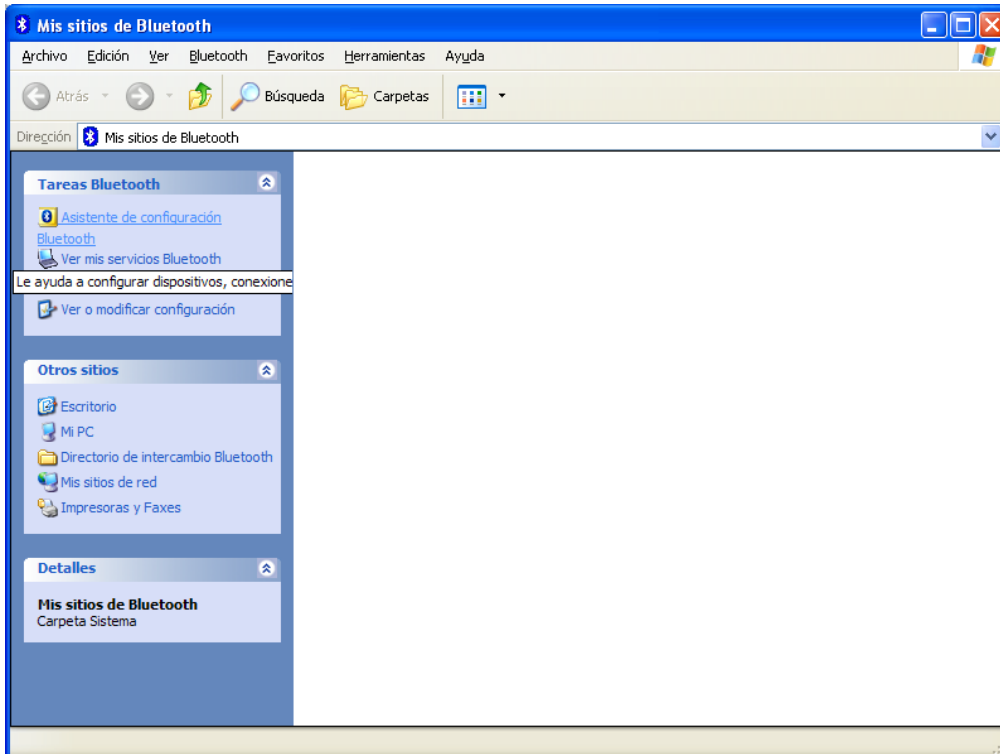 Mis sitios de Bluetooth
Archivo Edición Ver Bluetooth Favoritos Herramientas Ayuda
Atrás Búsqueda Carpetas
Dirección Mis sitios de Bluetooth
Tareas Bluetooth
Asistente de configuración
Bluetooth
Ver mis servicios Bluetooth
Le ayuda a configurar dispositivos, conexione
Ver o modificar configuración
Otros sitios
Escritorio
Mi PC
Directorio de intercambio Bluetooth
Mis sitios de red
Impresoras y Faxes
Detalles
Mis sitios de Bluetooth
Carpeta Sistema